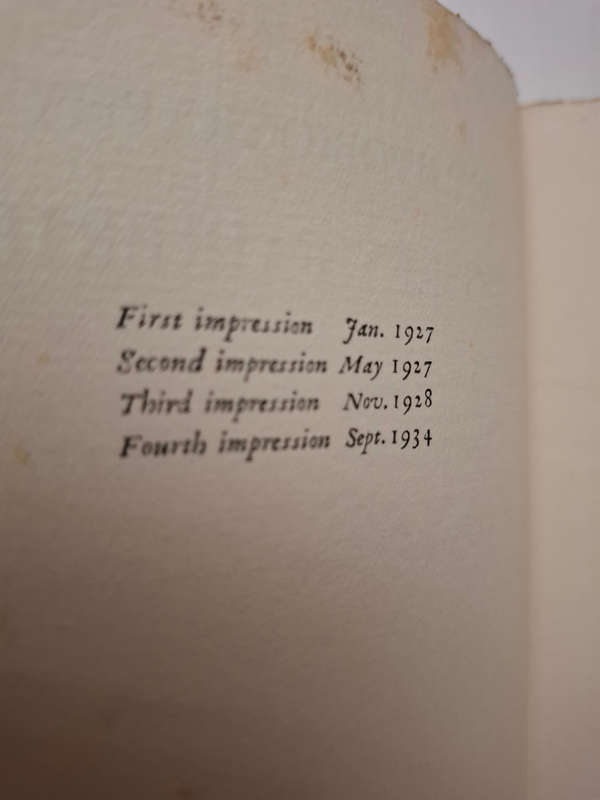 First impression Jan. 1927
Second impression May 1927
Third impression Nov. 1928
Fourth impression Sept. 1934